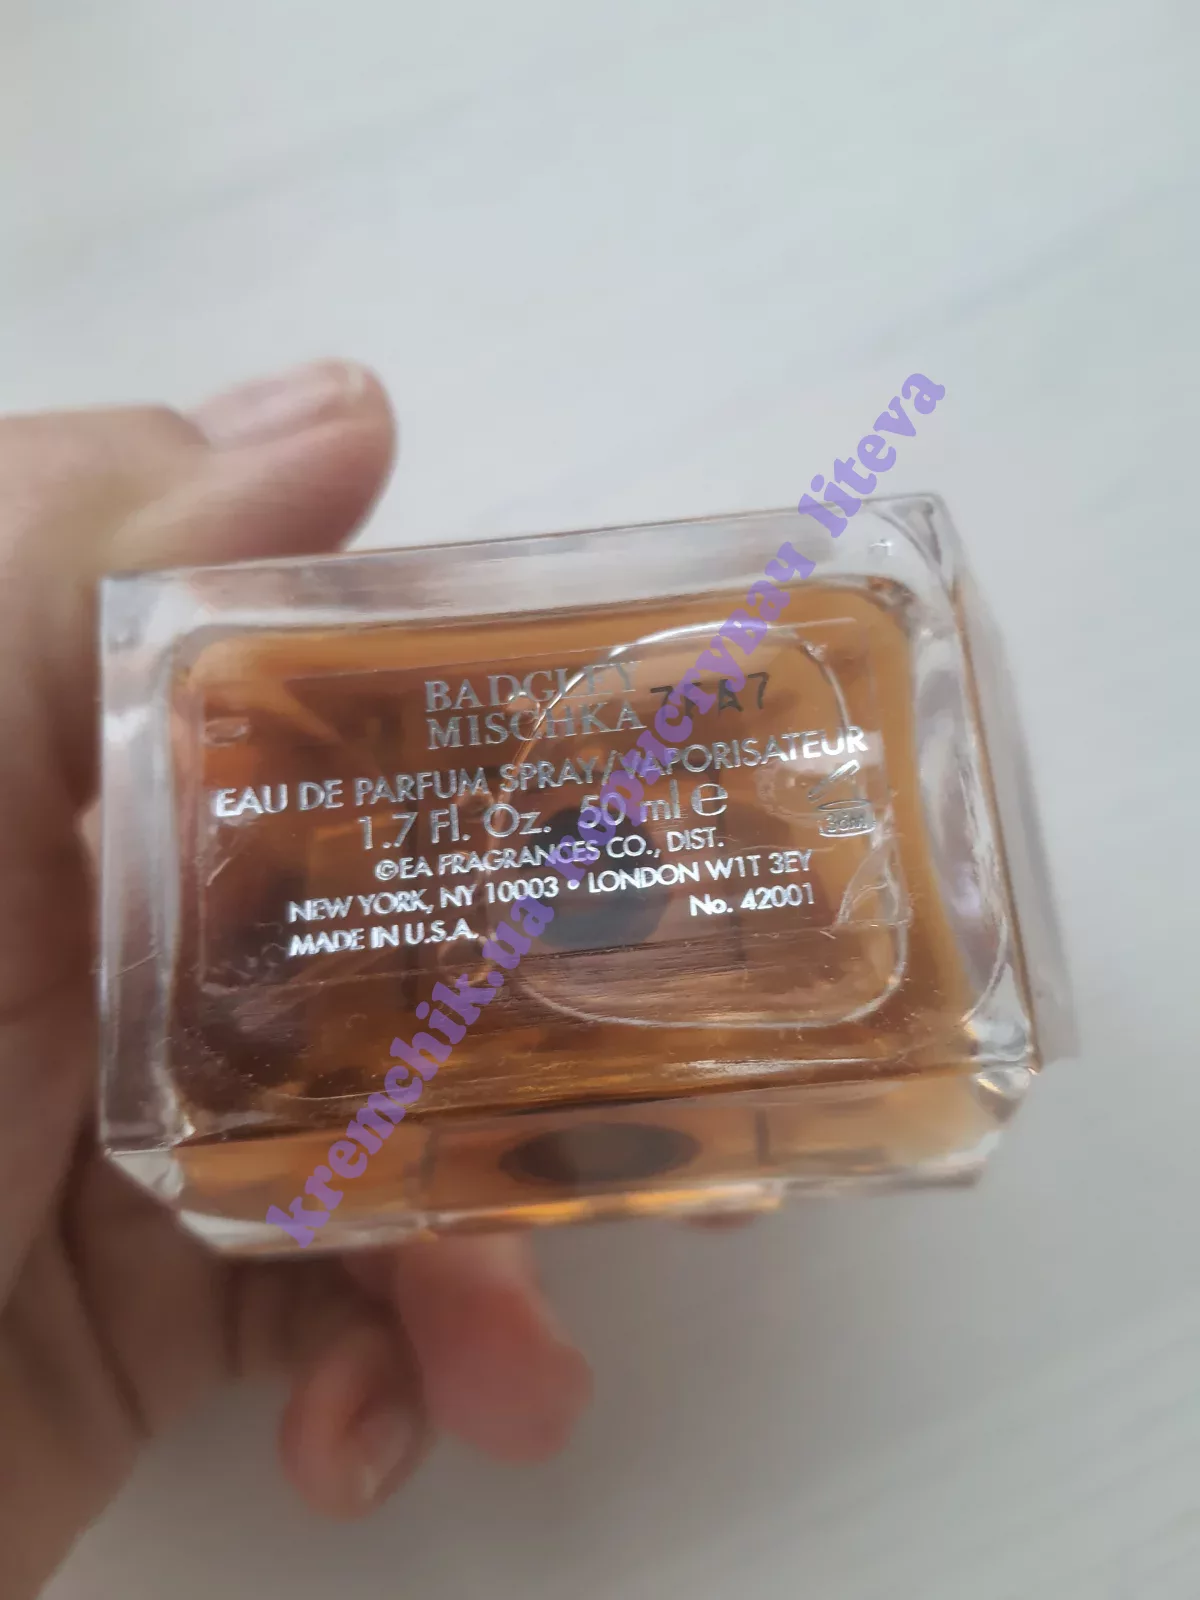 BADGLEY
MISCHKA
EAU DE PARFUM SPRAY/VAPORISATEUR
1.7 Fl. Oz. 50 ml e
©EA FRAGRANCES CO., DIST.
NEW YORK, NY 10003 • LONDON W1T 3EY
MADE IN U.S.A. No. 42001
kremchik.ua користувач liteva